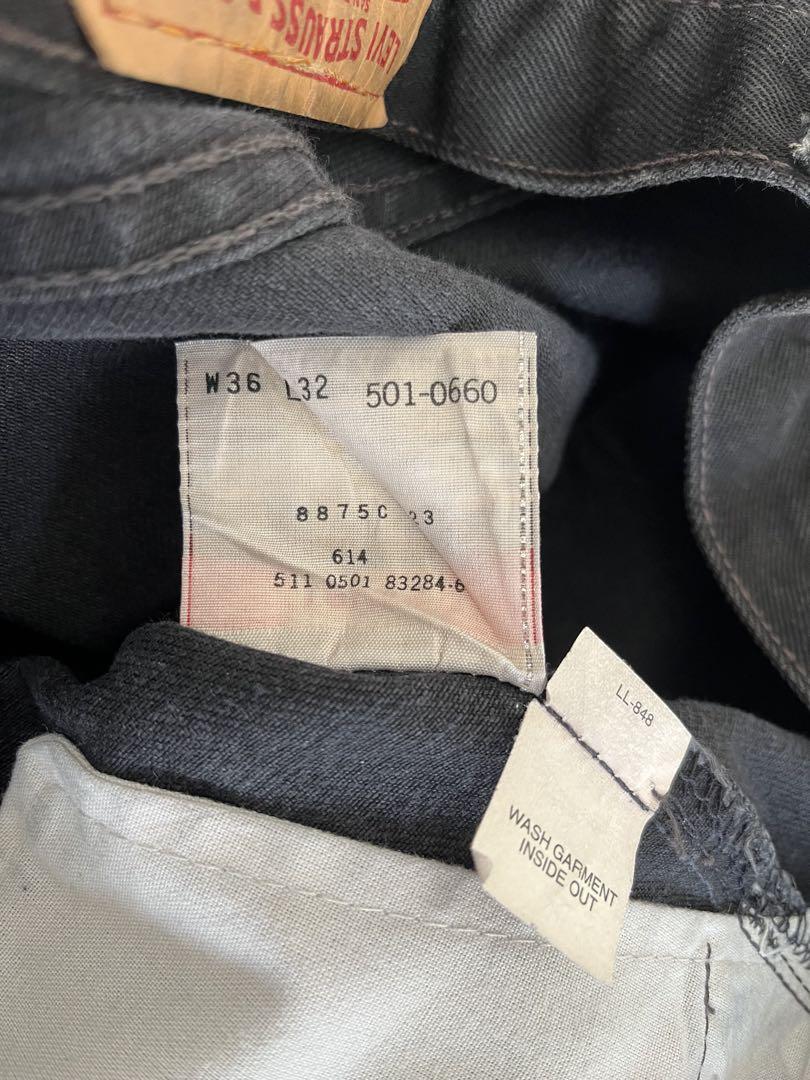 LEVI STRAUSS &
W36 L32 501-0660
8875C 23
614
511 0501 83284-6
LL-848
WASH GARMENT
INSIDE OUT